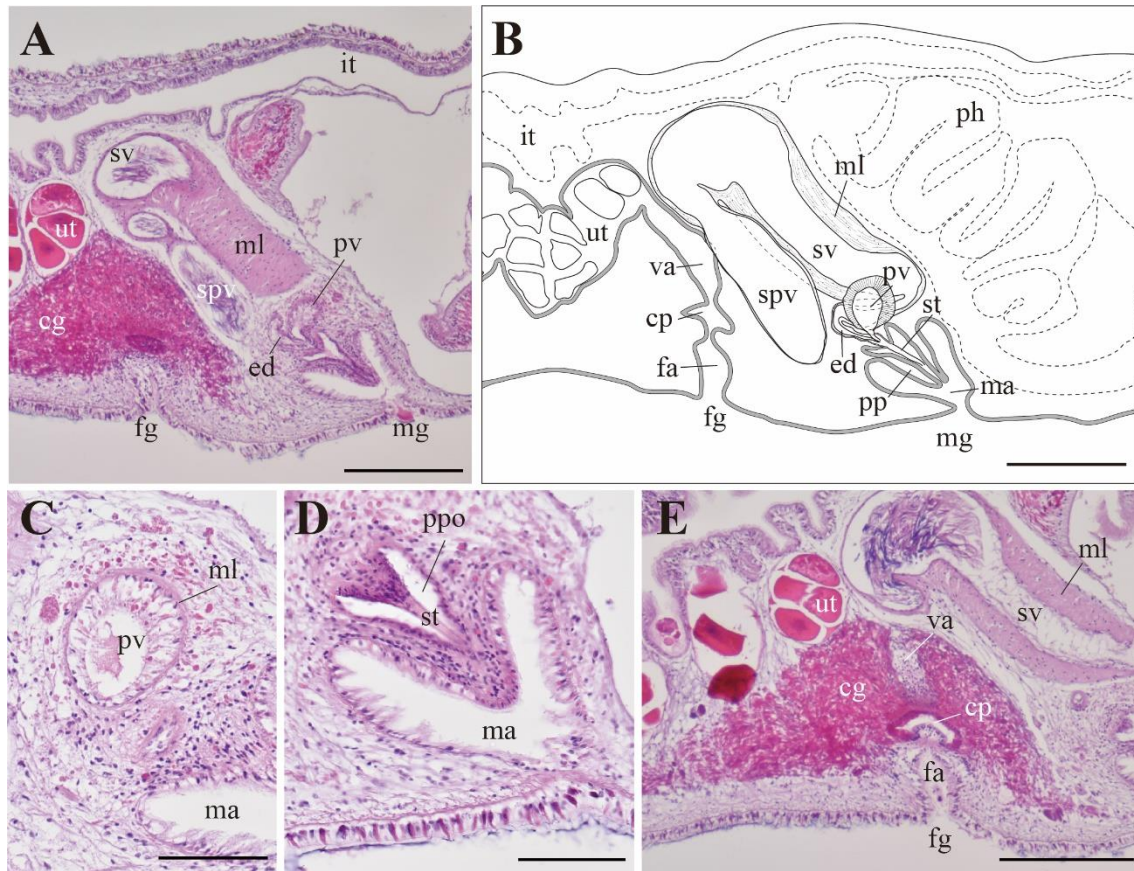 A
it
sv
ut
ml
pv
spv
cg
ed
fg
mg
B
it
ph
ml
ut
va
sv
pv
spv
st
cp
ed
fa
ma
pp
fg
mg
C
ml
pv
ma
D
ppo
st
ma
E
ml
ut
sv
va
cg
cp
fa
fg